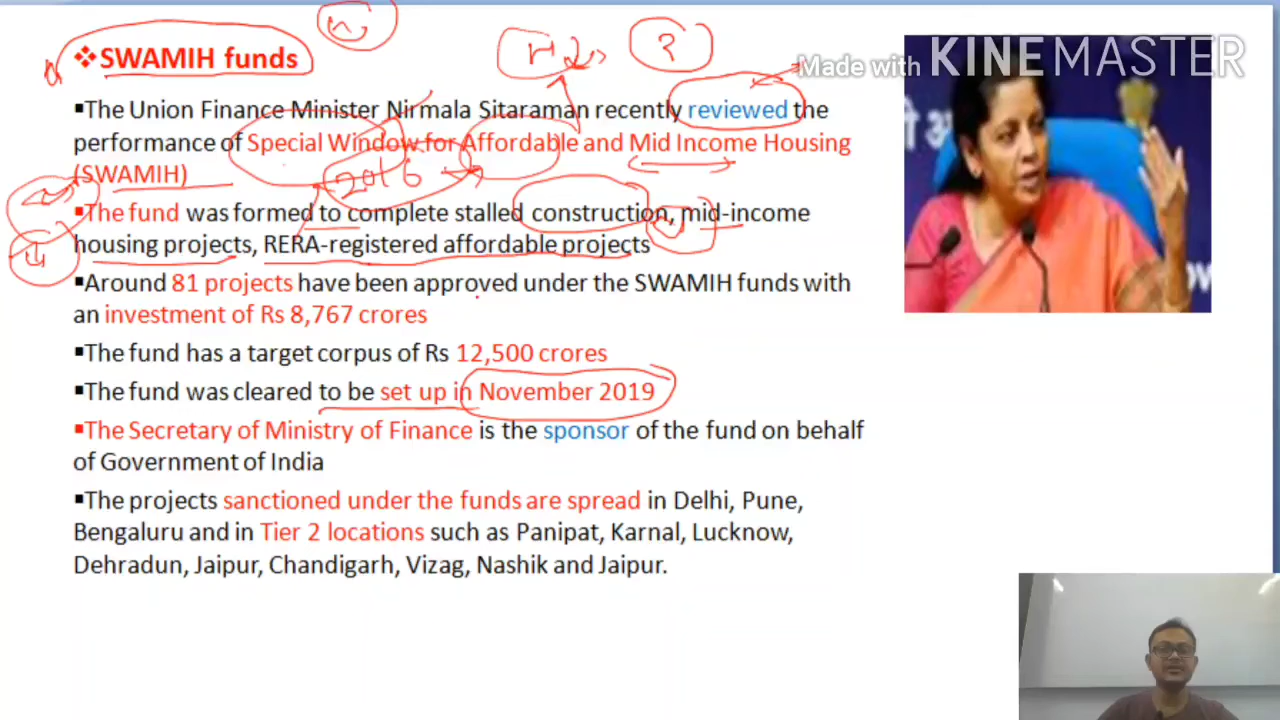 ❖SWAMIH funds
Made with KINEMASTER
▪The Union Finance Minister Nirmala Sitaraman recently reviewed the
performance of Special Window for Affordable and Mid Income Housing
(SWAMIH)
2016
▪The fund was formed to complete stalled construction, mid-income
housing projects, RERA-registered affordable projects
▪Around 81 projects have been approved under the SWAMIH funds with
an investment of Rs 8,767 crores
▪The fund has a target corpus of Rs 12,500 crores
▪The fund was cleared to be set up in November 2019
▪The Secretary of Ministry of Finance is the sponsor of the fund on behalf
of Government of India
▪The projects sanctioned under the funds are spread in Delhi, Pune,
Bengaluru and in Tier 2 locations such as Panipat, Karnal, Lucknow,
Dehradun, Jaipur, Chandigarh, Vizag, Nashik and Jaipur.